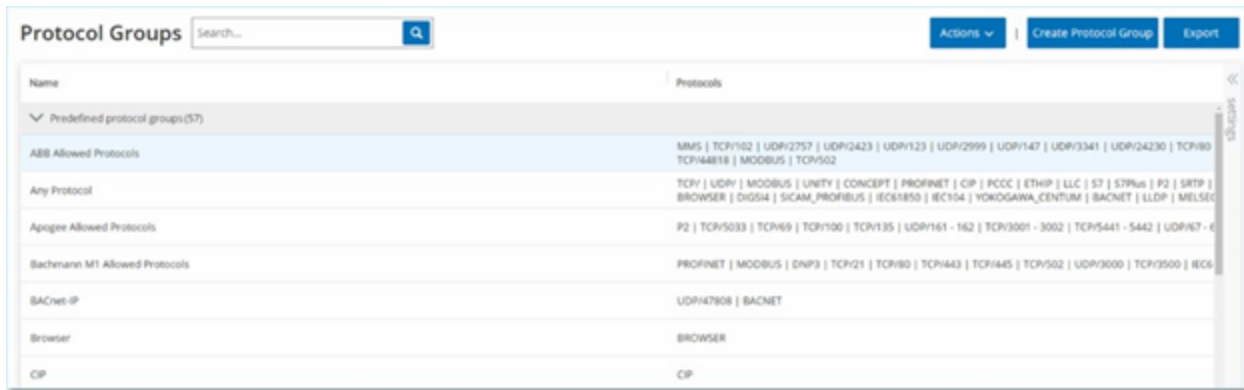 Protocol Groups
Search...
Actions
|
Create Protocol Group
Export
Name
Protocols
settings
Predefined protocol groups (57)
ABB Allowed Protocols
MMS | TCP/102 | UDP/2757 | UDP/2423 | UDP/123 | UDP/2999 | UDP/147 | UDP/3341 | UDP/24230 | TCP/80
TCP/44818 | MODBUS | TCP/502
Any Protocol
TCP/ | UDP/ | MODBUS | UNITY | CONCEPT | PROFINET | CIP | PCCC | ETHIP | LLC | S7 | S7Plus | P2 | SRTP |
BROWSER | DIGSI4 | SICAM_PROFIBUS | IEC61850 | IEC104 | YOKOGAWA_CENTUM | BACNET | LLDP | MELSEC
Apogee Allowed Protocols
P2 | TCP/5033 | TCP/69 | TCP/100 | TCP/135 | UDP/161 - 162 | TCP/3001 - 3002 | TCP/5441 - 5442 | UDP/67 - 6
Bachmann M1 Allowed Protocols
PROFINET | MODBUS | DNP3 | TCP/21 | TCP/80 | TCP/443 | TCP/445 | TCP/502 | UDP/3000 | TCP/3500 | IEC6
BACnet-IP
UDP/47808 | BACNET
Browser
BROWSER
CIP
CIP